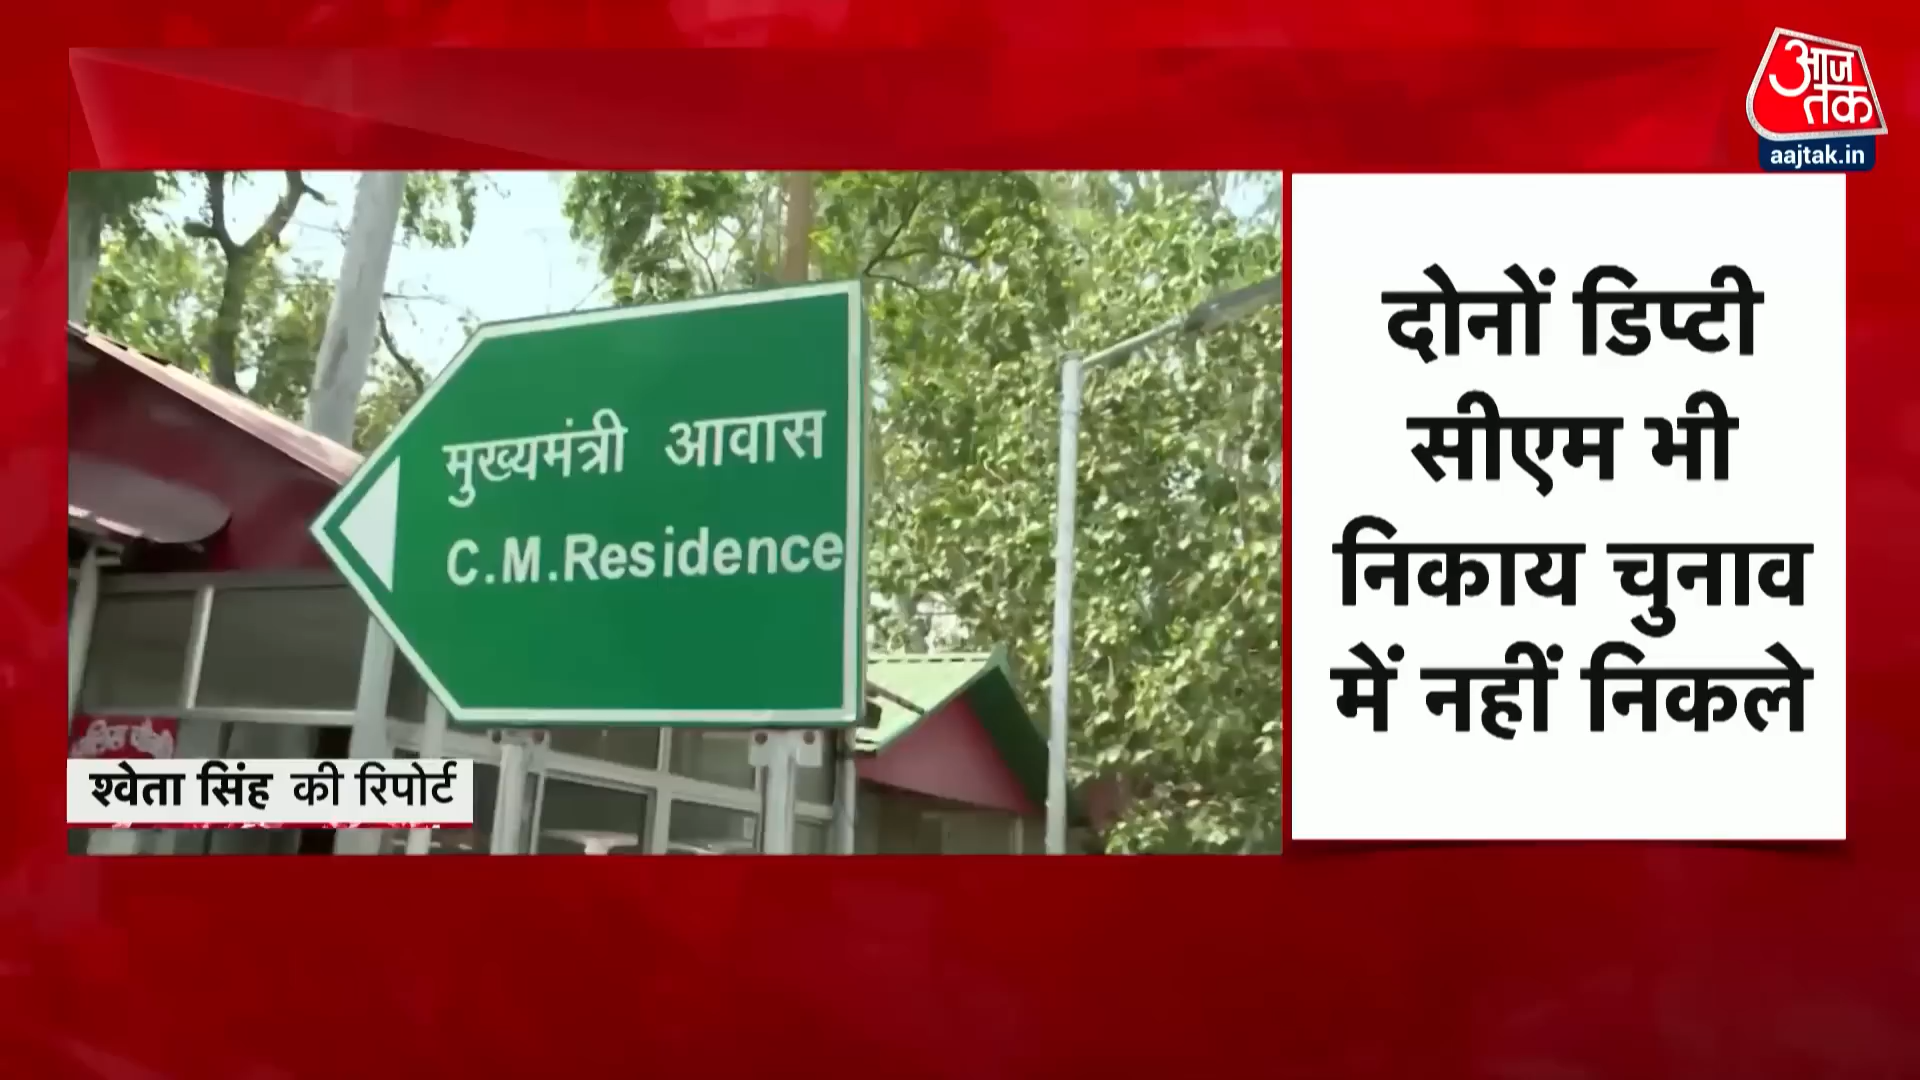 आज
तक
aajtak.in
मुख्यमंत्री आवास
C.M.Residence
श्वेता सिंह की रिपोर्ट
दोनों डिप्टी
सीएम भी
निकाय चुनाव
में नहीं निकले